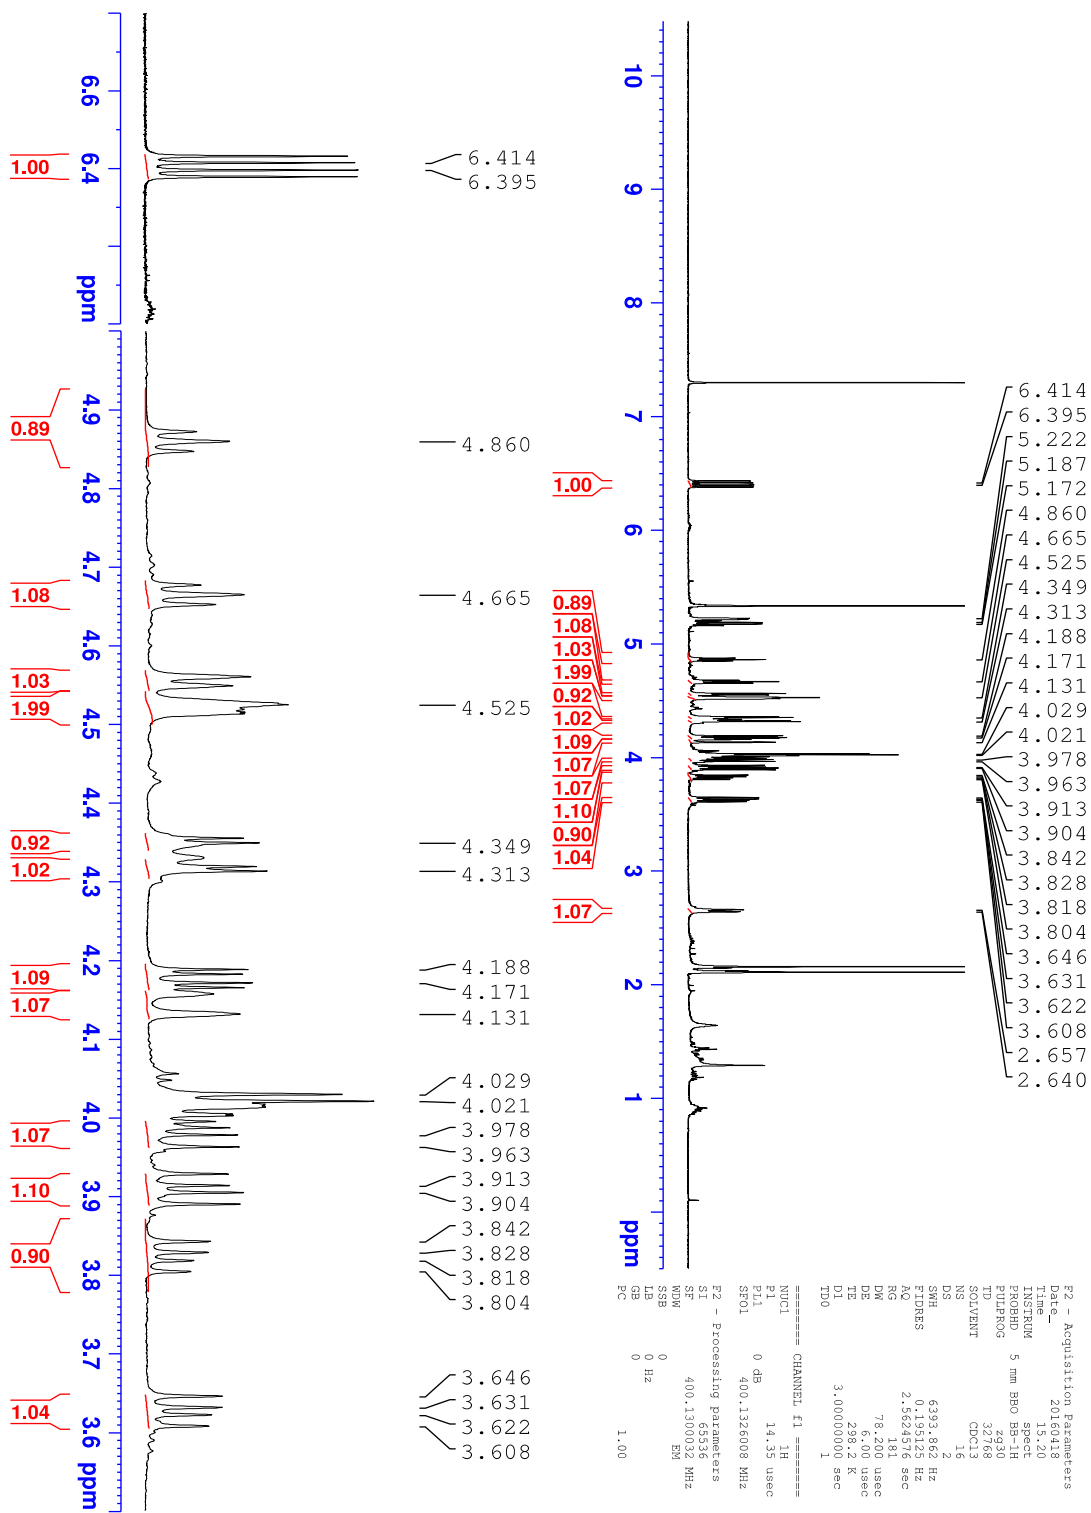 F2 - Acquisition Parameters
Date_ 20160418
Time 15.20
INSTRUM spect
PROBHD 5 mm BBO BB-1H
PULPROG zg30
TD 32768
SOLVENT CDCl3
NS 16
DS 2
SWH 6393.862 Hz
FIDRES 0.195125 Hz
AQ 2.5624576 sec
RG 181
DW 78.200 usec
DE 6.00 usec
TE 298.2 K
D1 3.00000000 sec
TD0 1
======== CHANNEL f1 ========
NUC1 1H
P1 14.35 usec
PL1 0 dB
SFO1 400.1326008 MHz
F2 - Processing parameters
SI 65536
SF 400.1300032 MHz
WDW EM
SSB 0
LB 0 Hz
GB 0
PC 1.00
6.414
6.395
5.222
5.187
5.172
4.860
4.665
4.525
4.349
4.313
4.188
4.171
4.131
4.029
4.021
3.978
3.963
3.913
3.904
3.842
3.828
3.818
3.804
3.646
3.631
3.622
3.608
2.657
2.640
10 9 8 7 6 5 4 3 2 1 ppm
1.00
0.89
1.08
1.03
1.99
0.92
1.02
1.09
1.07
1.07
1.10
0.90
1.04
1.07
6.414
6.395
4.860
4.665
4.525
4.349
4.313
4.188
4.171
4.131
4.029
4.021
3.978
3.963
3.913
3.904
3.842
3.828
3.818
3.804
3.646
3.631
3.622
3.608
6.6 6.4 ppm
4.9 4.8 4.7 4.6 4.5 4.4 4.3 4.2 4.1 4.0 3.9 3.8 3.7 3.6 ppm
1.00
0.89
1.08
1.03
1.99
0.92
1.02
1.09
1.07
1.07
1.10
0.90
1.04